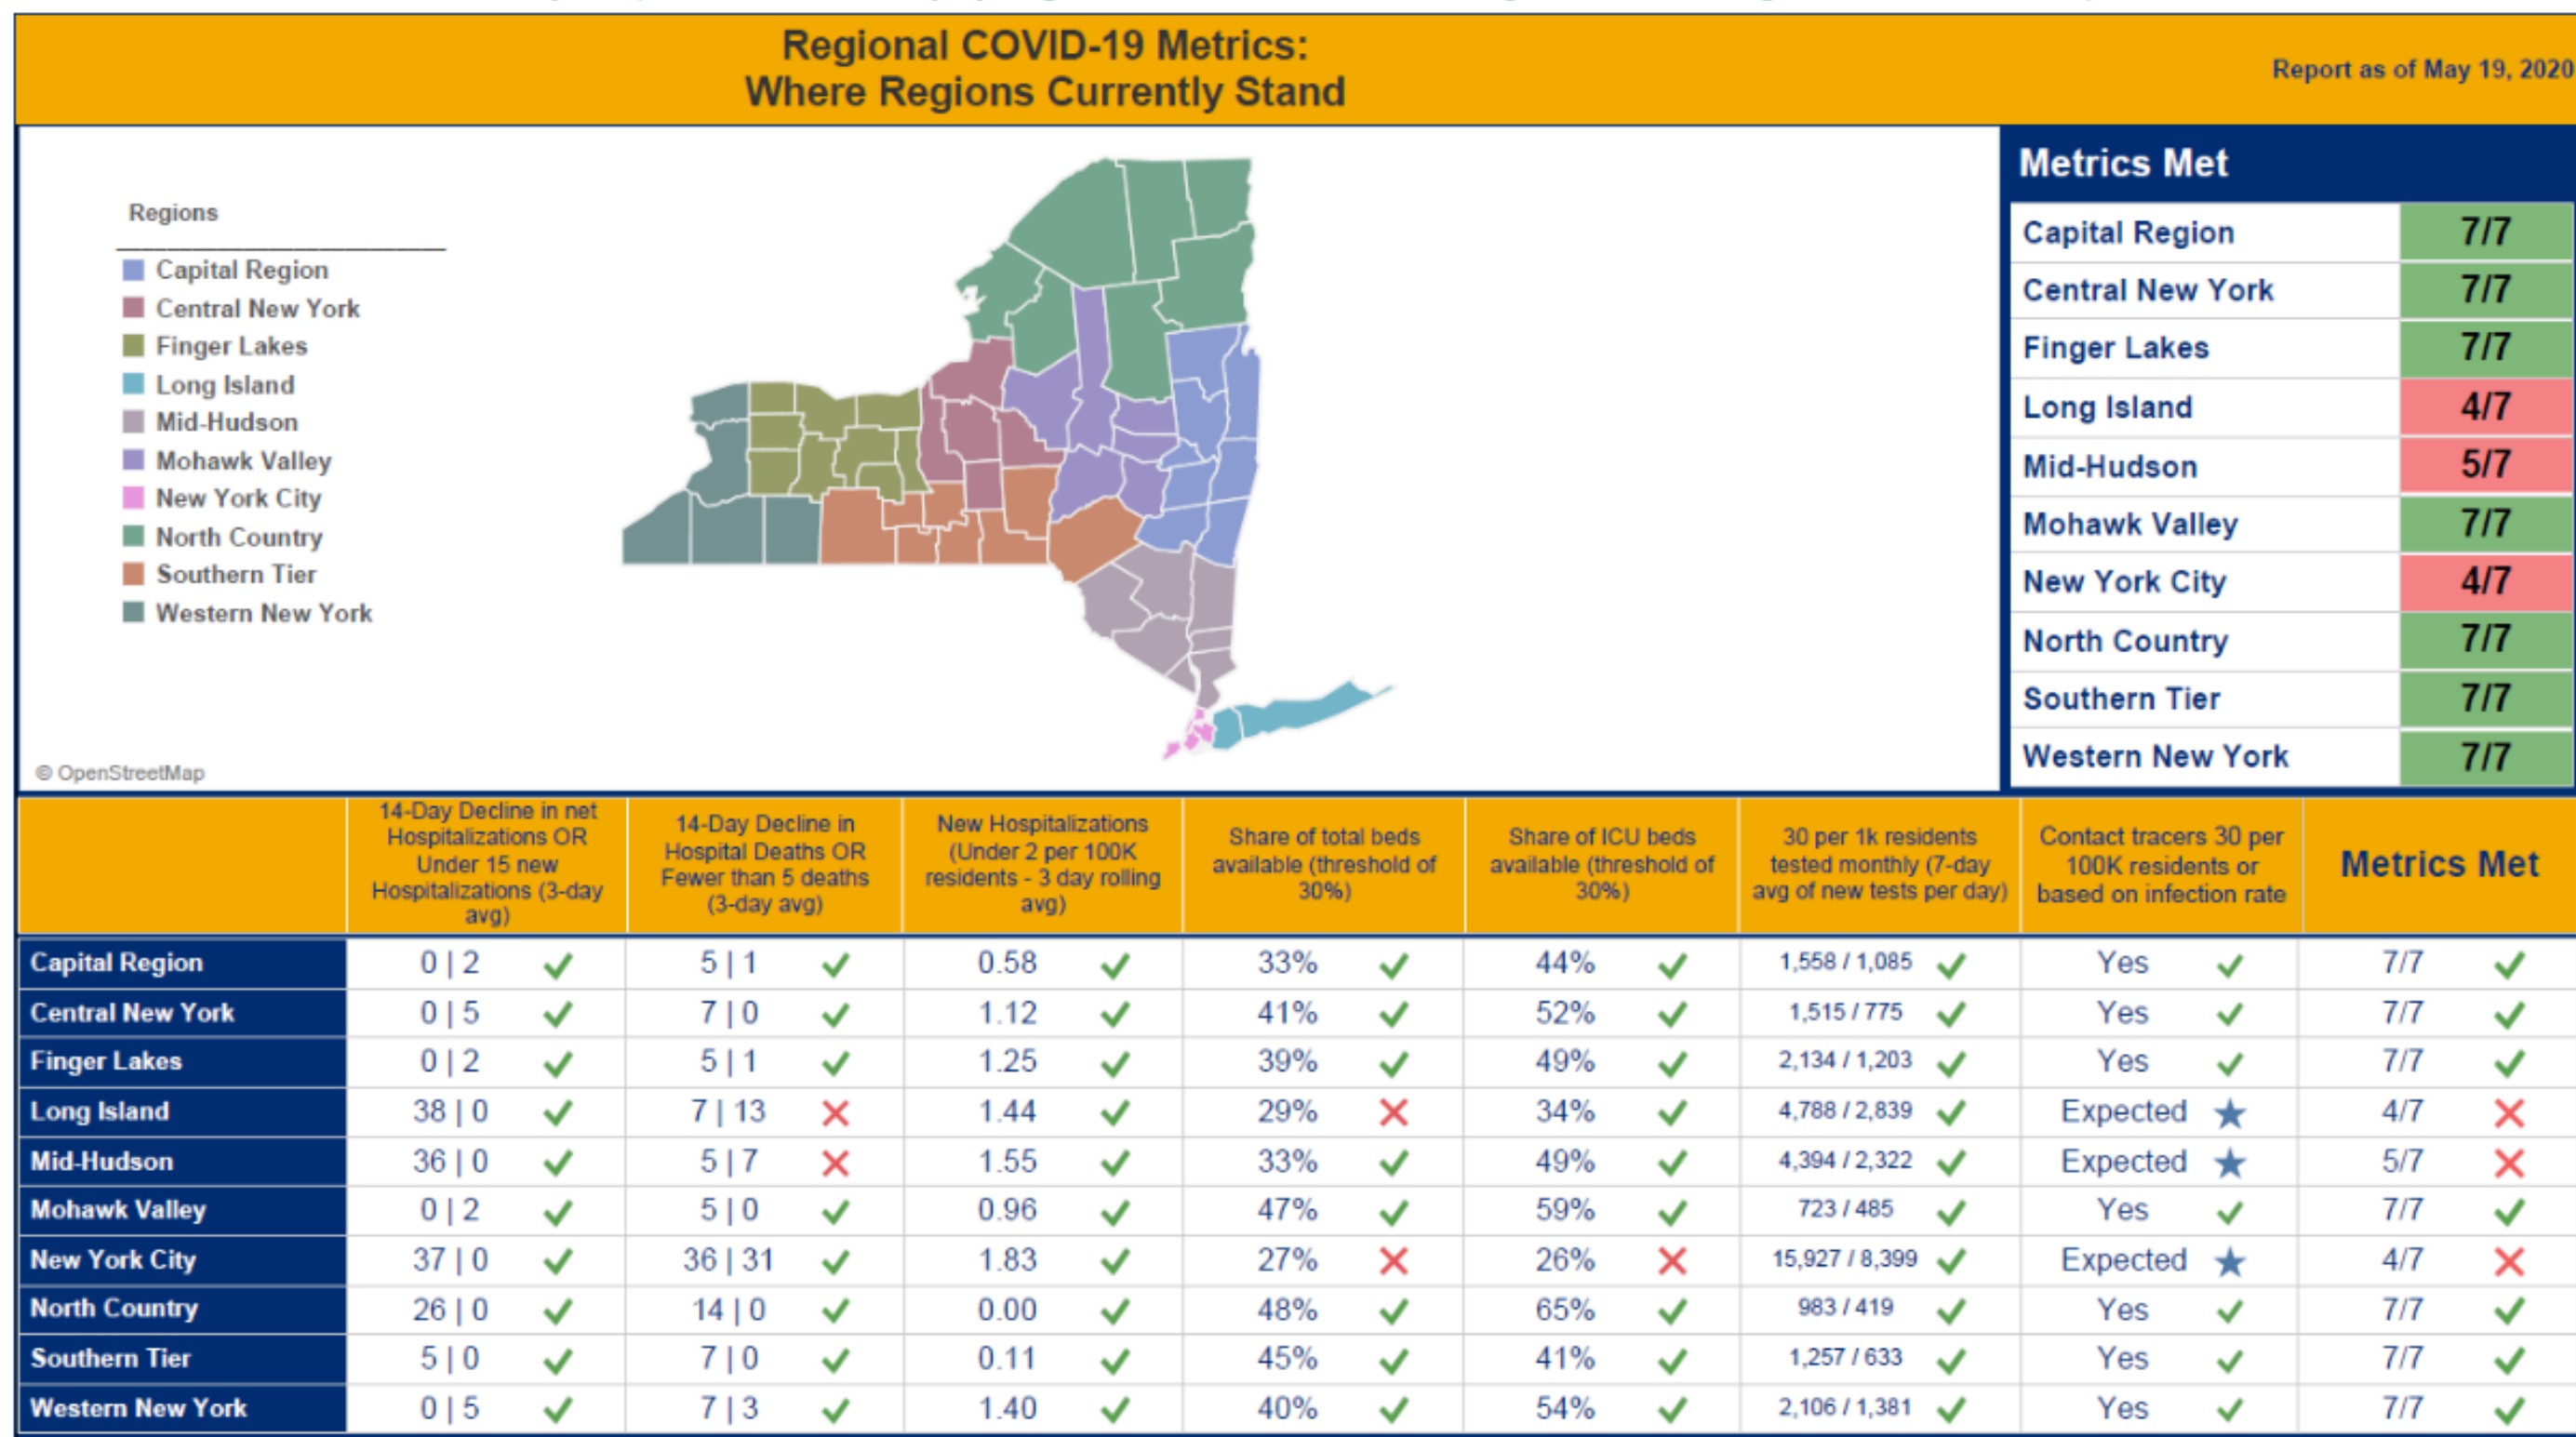 Regional COVID-19 Metrics:
Where Regions Currently Stand
Report as of May 19, 2020
Regions
Capital Region
Central New York
Finger Lakes
Long Island
Mid-Hudson
Mohawk Valley
New York City
North Country
Southern Tier
Western New York
© OpenStreetMap
Metrics Met
Capital Region 7/7
Central New York 7/7
Finger Lakes 7/7
Long Island 4/7
Mid-Hudson 5/7
Mohawk Valley 7/7
New York City 4/7
North Country 7/7
Southern Tier 7/7
Western New York 7/7
14-Day Decline in net
Hospitalizations OR
Under 15 new
Hospitalizations (3-day
avg)
14-Day Decline in
Hospital Deaths OR
Fewer than 5 deaths
(3-day avg)
New Hospitalizations
(Under 2 per 100K
residents - 3 day rolling
avg)
Share of total beds
available (threshold of
30%)
Share of ICU beds
available (threshold of
30%)
30 per 1k residents
tested monthly (7-day
avg of new tests per day)
Contact tracers 30 per
100K residents or
based on infection rate
Metrics Met
Capital Region 0 | 2 5 | 1 0.58 33% 44% 1,558 / 1,085 Yes 7/7
Central New York 0 | 5 7 | 0 1.12 41% 52% 1,515 / 775 Yes 7/7
Finger Lakes 0 | 2 5 | 1 1.25 39% 49% 2,134 / 1,203 Yes 7/7
Long Island 38 | 0 7 | 13 1.44 29% 34% 4,788 / 2,839 Expected 4/7
Mid-Hudson 36 | 0 5 | 7 1.55 33% 49% 4,394 / 2,322 Expected 5/7
Mohawk Valley 0 | 2 5 | 0 0.96 47% 59% 723 / 485 Yes 7/7
New York City 37 | 0 36 | 31 1.83 27% 26% 15,927 / 8,399 Expected 4/7
North Country 26 | 0 14 | 0 0.00 48% 65% 983 / 419 Yes 7/7
Southern Tier 5 | 0 7 | 0 0.11 45% 41% 1,257 / 633 Yes 7/7
Western New York 0 | 5 7 | 3 1.40 40% 54% 2,106 / 1,381 Yes 7/7